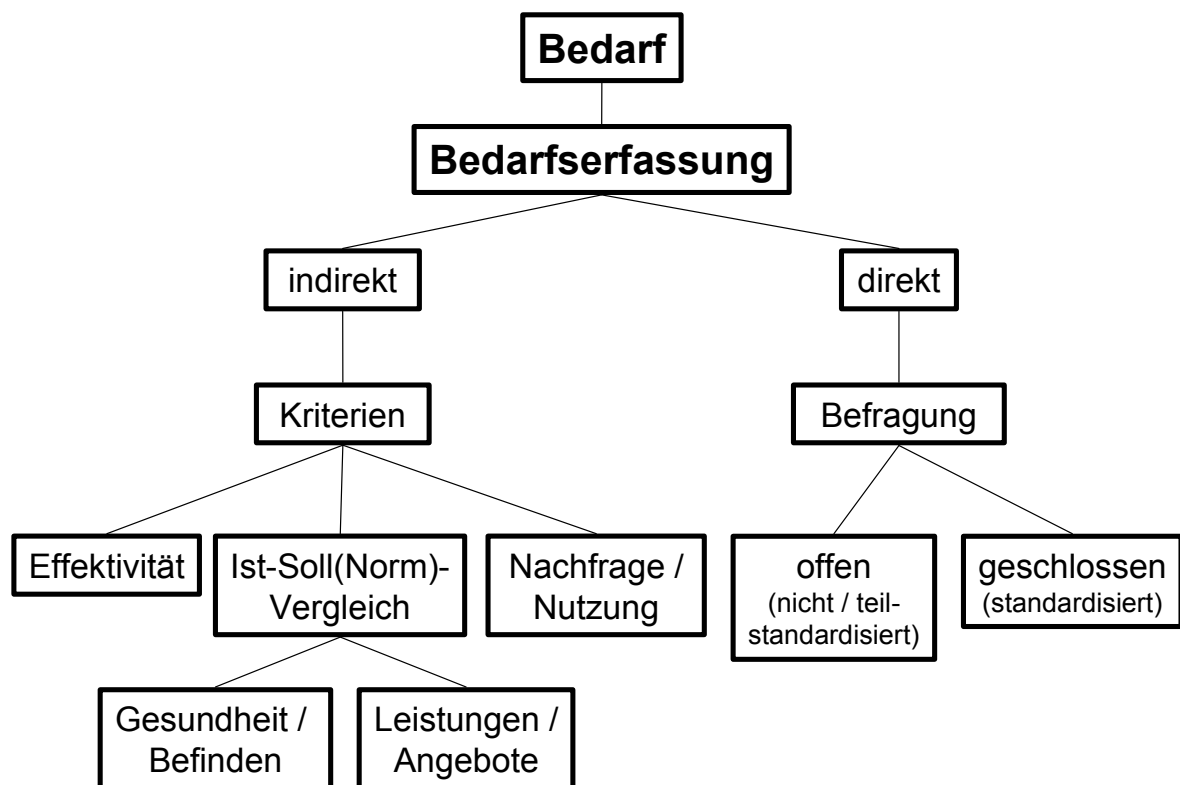 Bedarf
Bedarfserfassung
indirekt
direkt
Kriterien
Befragung
Effektivität
Ist-Soll(Norm)-
Vergleich
Nachfrage /
Nutzung
offen
(nicht / teil-
standardisiert)
geschlossen
(standardisiert)
Gesundheit /
Befinden
Leistungen /
Angebote